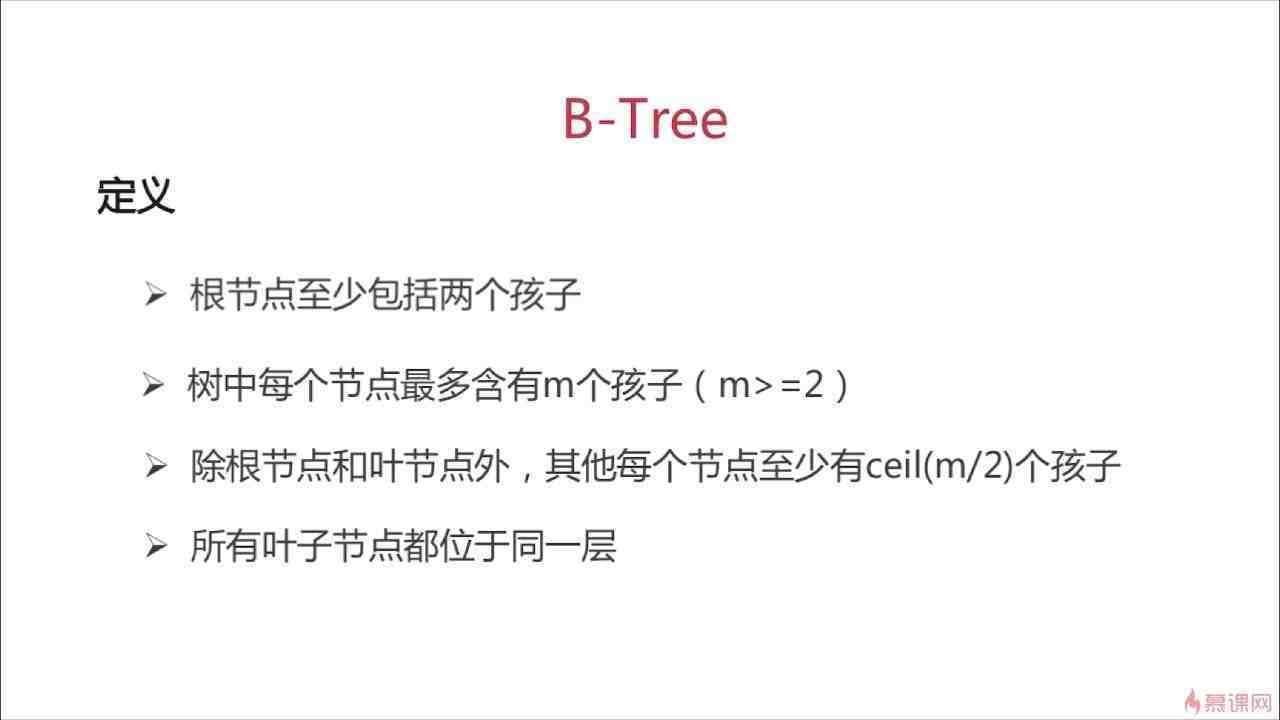 B-Tree
定义
➢ 根节点至少包括两个孩子
➢ 树中每个节点最多含有m个孩子（m>=2）
➢ 除根节点和叶节点外，其他每个节点至少有ceil(m/2)个孩子
➢ 所有叶子节点都位于同一层
慕课网